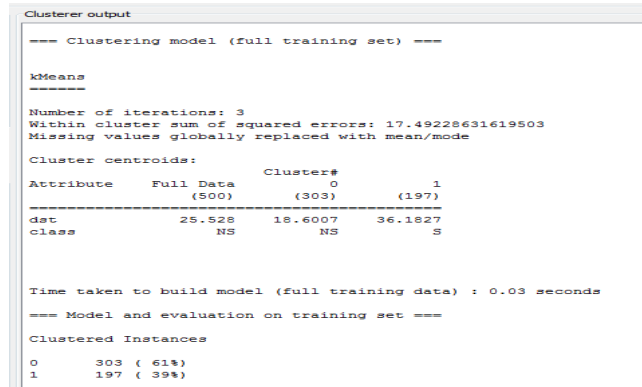 Clusterer output
=== Clustering model (full training set) ===
kMeans
======
Number of iterations: 3
Within cluster sum of squared errors: 17.49228631619503
Missing values globally replaced with mean/mode
Cluster centroids:
Cluster#
Attribute Full Data 0 1
(500) (303) (197)
============================================
dst 25.528 18.6007 36.1827
class NS NS S
Time taken to build model (full training data) : 0.03 seconds
=== Model and evaluation on training set ===
Clustered Instances
0 303 ( 61%)
1 197 ( 39%)